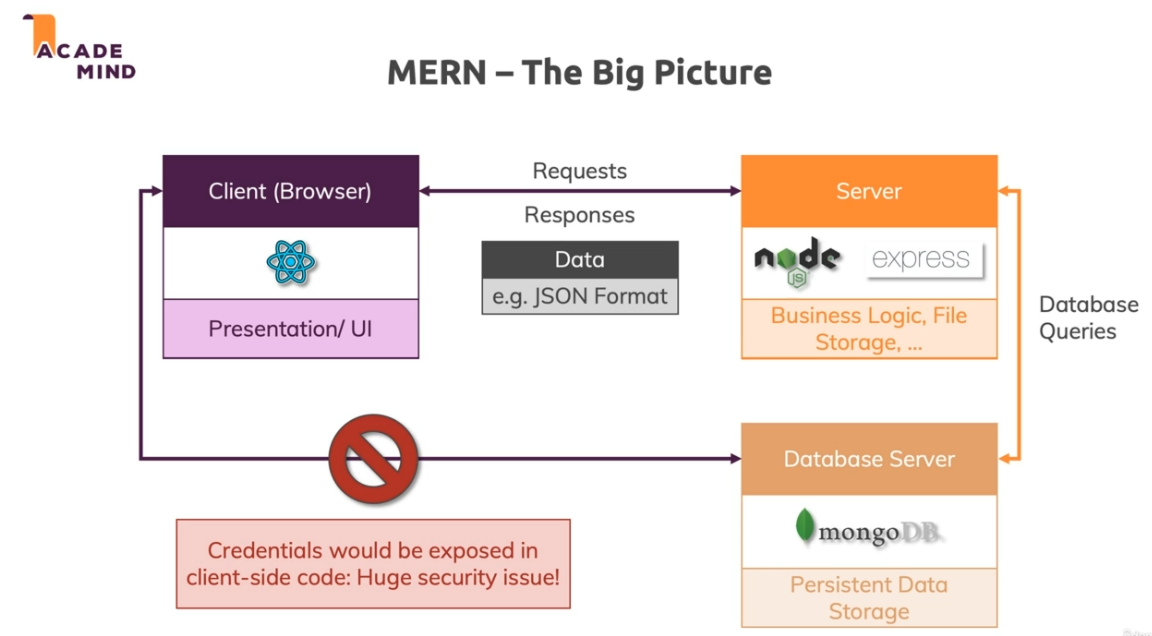 ACADE
MIND
MERN – The Big Picture
Client (Browser)
Presentation/ UI
Requests
Responses
Data
e.g. JSON Format
Server
node
JS
express
Business Logic, File
Storage, ...
Database
Queries
Credentials would be exposed in
client-side code: Huge security issue!
Database Server
mongoDB
Persistent Data
Storage